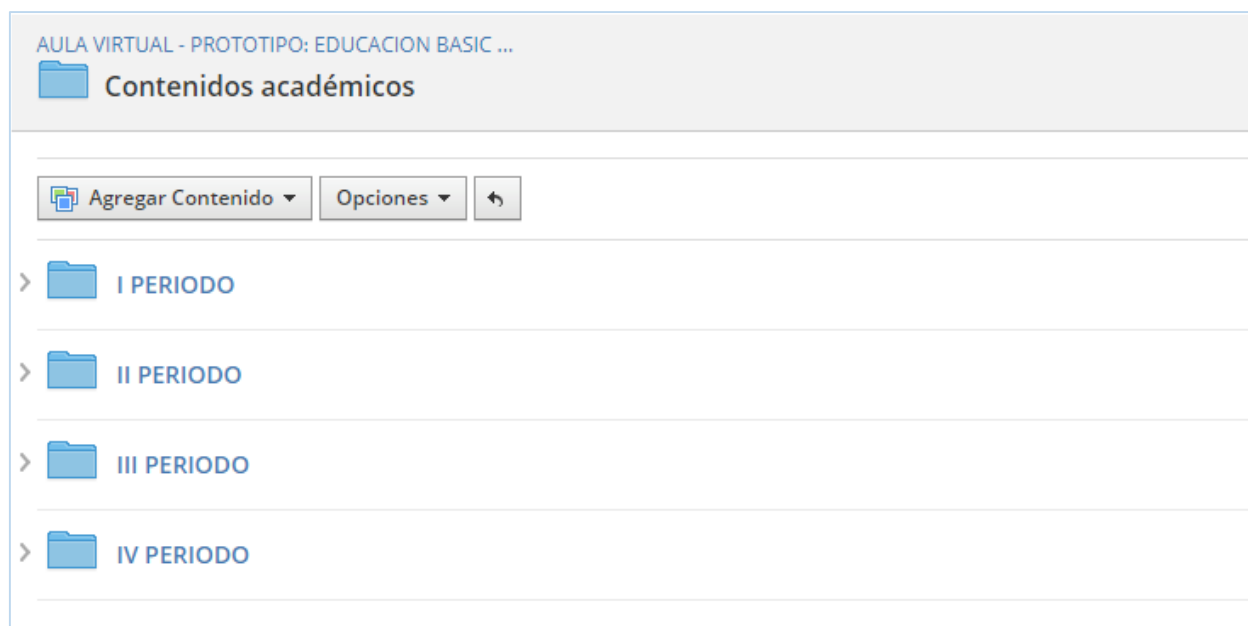 AULA VIRTUAL - PROTOTIPO: EDUCACION BASIC ...
Contenidos académicos
Agregar Contenido Opciones
I PERIODO
II PERIODO
III PERIODO
IV PERIODO